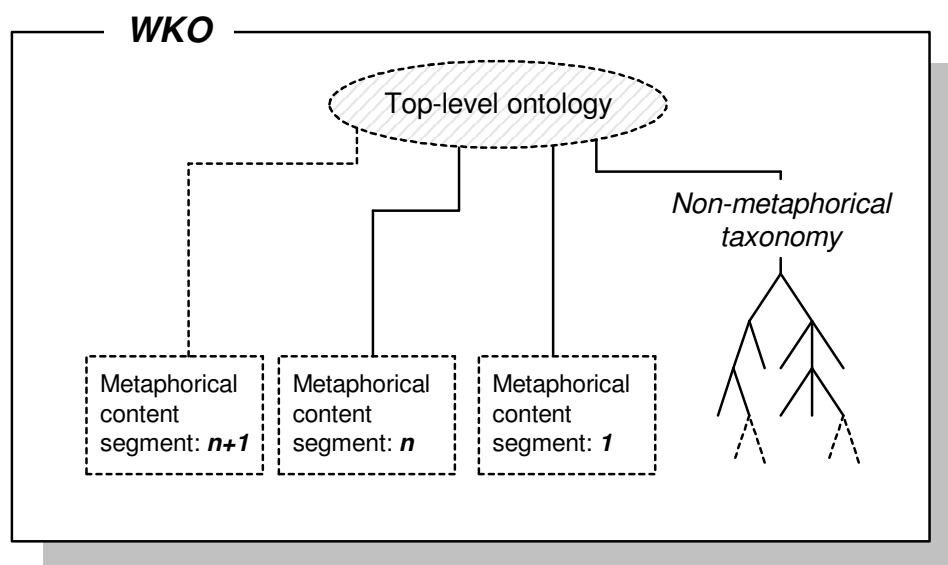 WKO
Top-level ontology
Non-metaphorical
taxonomy
Metaphorical
content
segment: n+1
Metaphorical
content
segment: n
Metaphorical
content
segment: 1